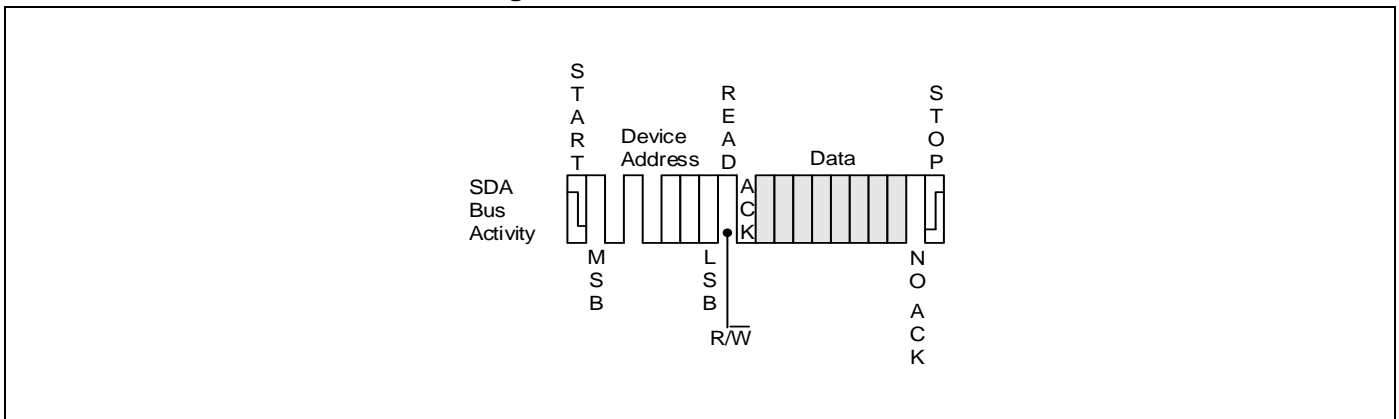 START
READ
STOP
Device
Address
Data
SDA
Bus
Activity
ACK
MSB
LSB
NO ACK
R/W̅